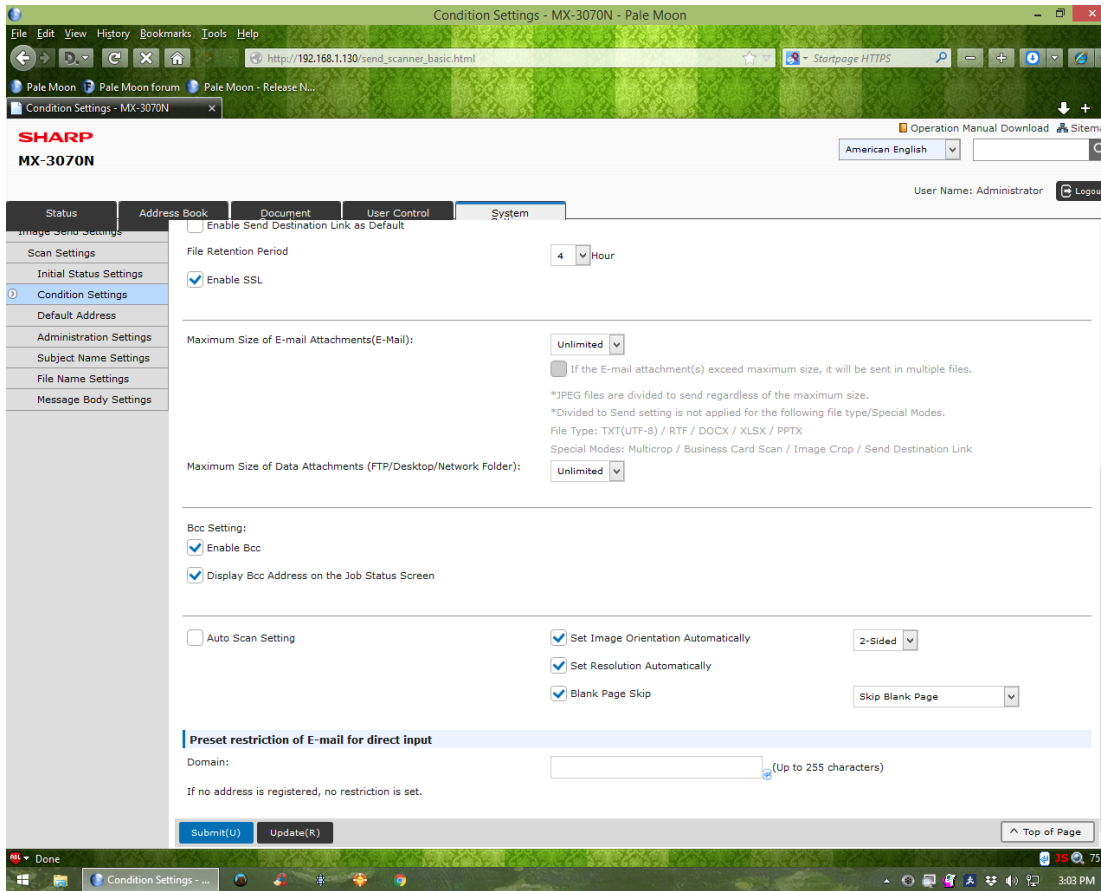 Condition Settings - MX-3070N - Pale Moon
File Edit View History Bookmarks Tools Help
http://192.168.1.130/send_scanner_basic.html
Startpage HTTPS
Pale Moon Pale Moon forum Pale Moon - Release N...
Condition Settings - MX-3070N
Operation Manual Download
SHARP
American English
MX-3070N
User Name: Administrator
Status Address Book Document User Control System
Image Send Settings
Enable Send Destination Link as Default
Scan Settings
File Retention Period 4 Hour
Initial Status Settings
Enable SSL
Condition Settings
Default Address
Administration Settings
Maximum Size of E-mail Attachments(E-Mail): Unlimited
Subject Name Settings
If the E-mail attachment(s) exceed maximum size, it will be sent in multiple files.
File Name Settings
Message Body Settings
*JPEG files are divided to send regardless of the maximum size.
*Divided to Send setting is not applied for the following file type/Special Modes.
File Type: TXT(UTF-8) / RTF / DOCX / XLSX / PPTX
Special Modes: Multicrop / Business Card Scan / Image Crop / Send Destination Link
Maximum Size of Data Attachments (FTP/Desktop/Network Folder): Unlimited
Bcc Setting:
Enable Bcc
Display Bcc Address on the Job Status Screen
Auto Scan Setting Set Image Orientation Automatically 2-Sided
Set Resolution Automatically
Blank Page Skip Skip Blank Page
Preset restriction of E-mail for direct input
Domain: (Up to 255 characters)
If no address is registered, no restriction is set.
Submit(U) Update(R) ^ Top of Page
ABL Done JS 75
Condition Settings - ... 3:03 PM